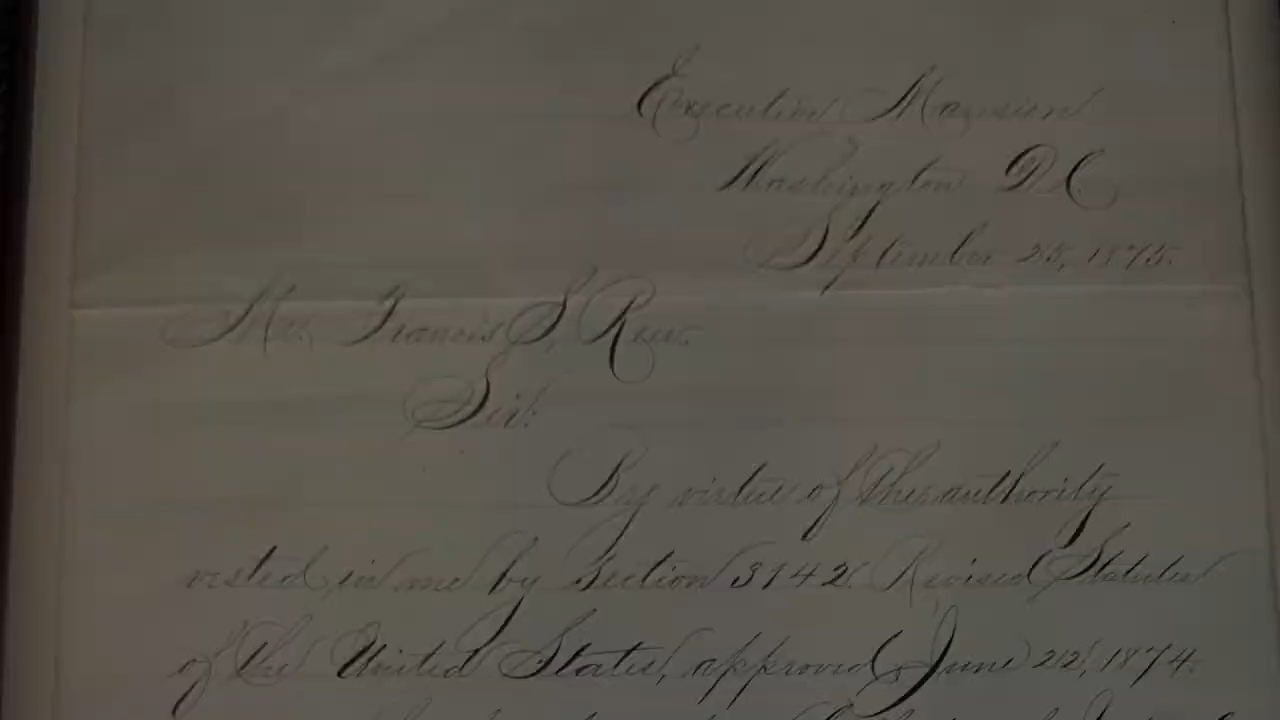 Executive Mansion
Washington D.C.
September 25, 1875.
Mr. Francis S,
Sir:
By virtue of the authority
vested in me by section 3142. Revised Statutes
of the United States, approved June 22, 1874.